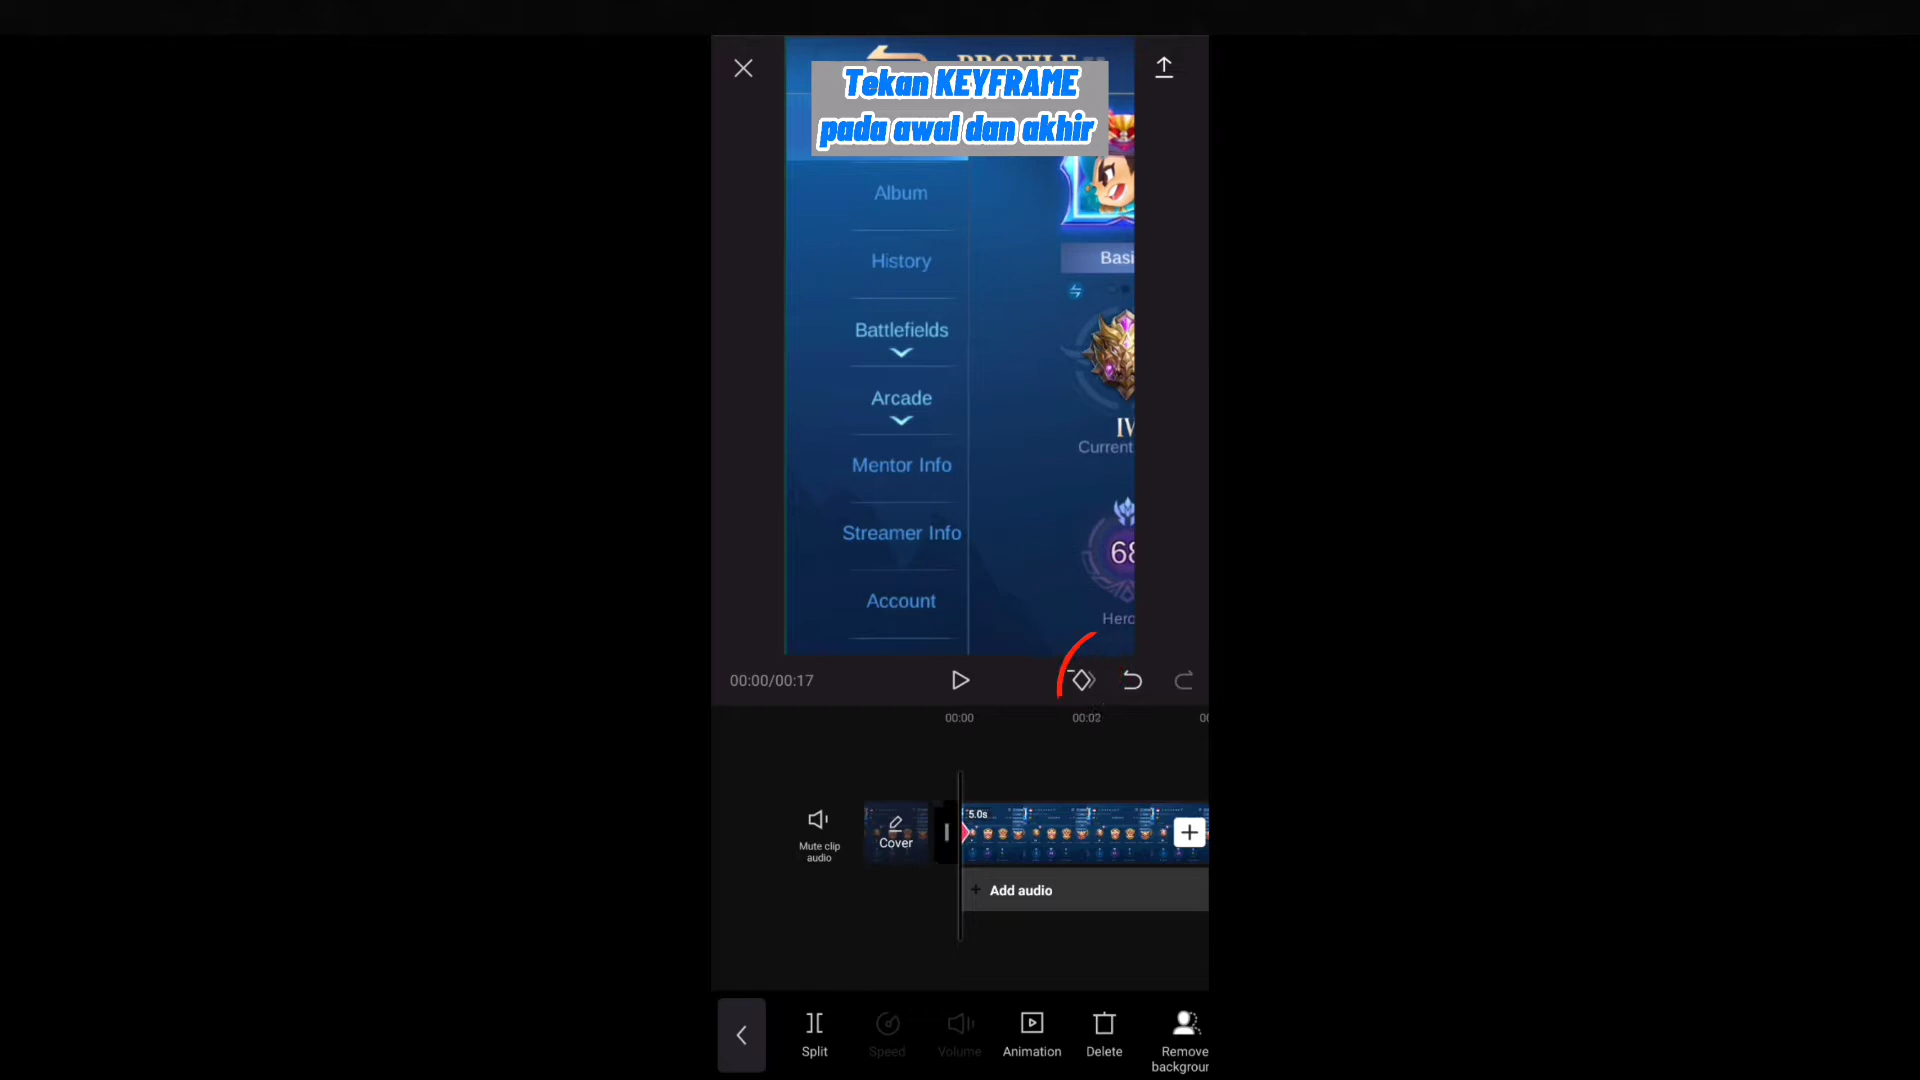 PROFILE
Tekan KEYFRAME
pada awal dan akhir
Album
History
Basi
Battlefields
Arcade
IV
Current
Mentor Info
Streamer Info
68
Account
Hero
00:00/00:17
00:00
00:02
5.0s
Mute clip
audio
Cover
Add audio
Split
Speed
Volume
Animation
Delete
Remove
backgroun